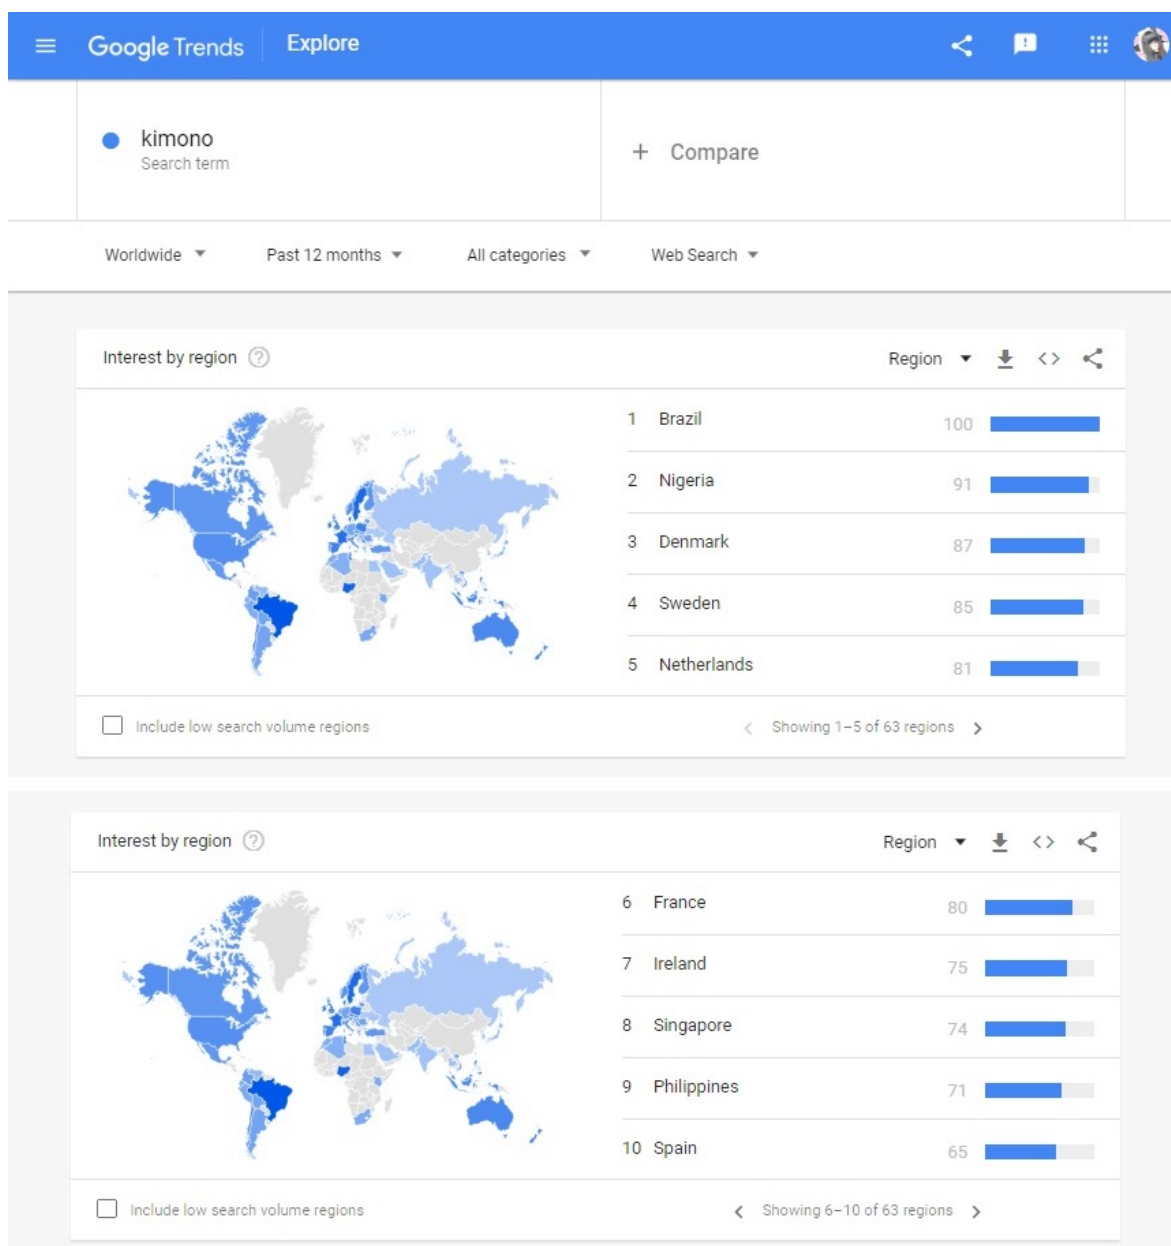 Google Trends Explore
kimono
Search term
+ Compare
Worldwide Past 12 months All categories Web Search
Interest by region ? Region
1 Brazil 100
2 Nigeria 91
3 Denmark 87
4 Sweden 85
5 Netherlands 81
Include low search volume regions Showing 1–5 of 63 regions
Interest by region ? Region
6 France 80
7 Ireland 75
8 Singapore 74
9 Philippines 71
10 Spain 65
Include low search volume regions Showing 6–10 of 63 regions